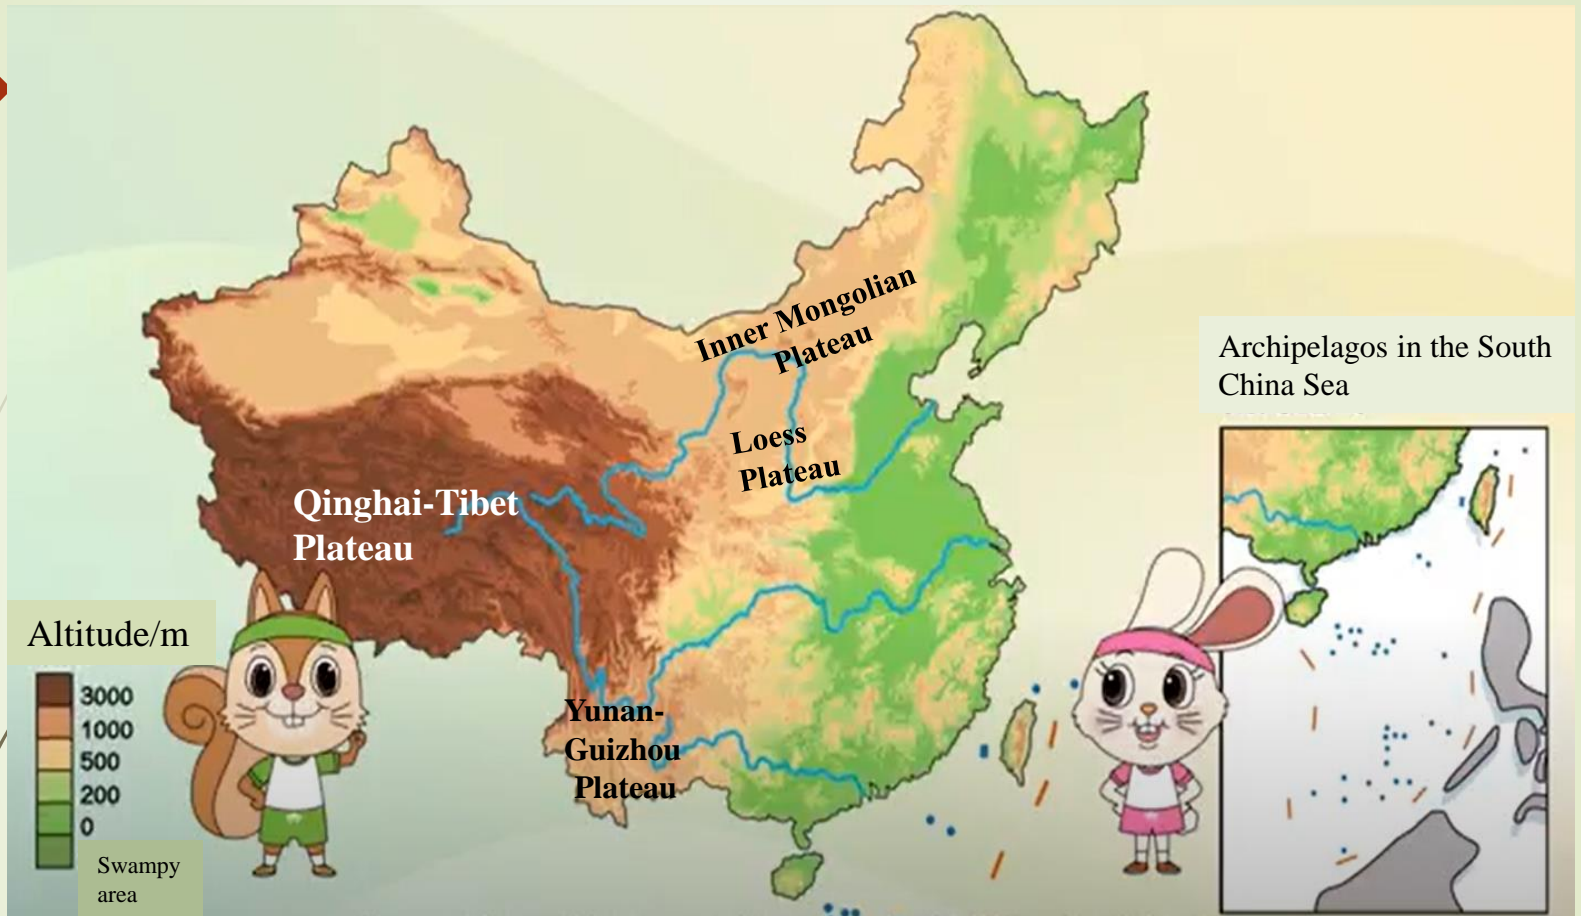 Inner Mongolian
Plateau
Archipelagos in the South
China Sea
Loess
Plateau
Qinghai-Tibet
Plateau
Altitude/m
3000
1000
500
200
0
Swampy
area
Yunan-
Guizhou
Plateau